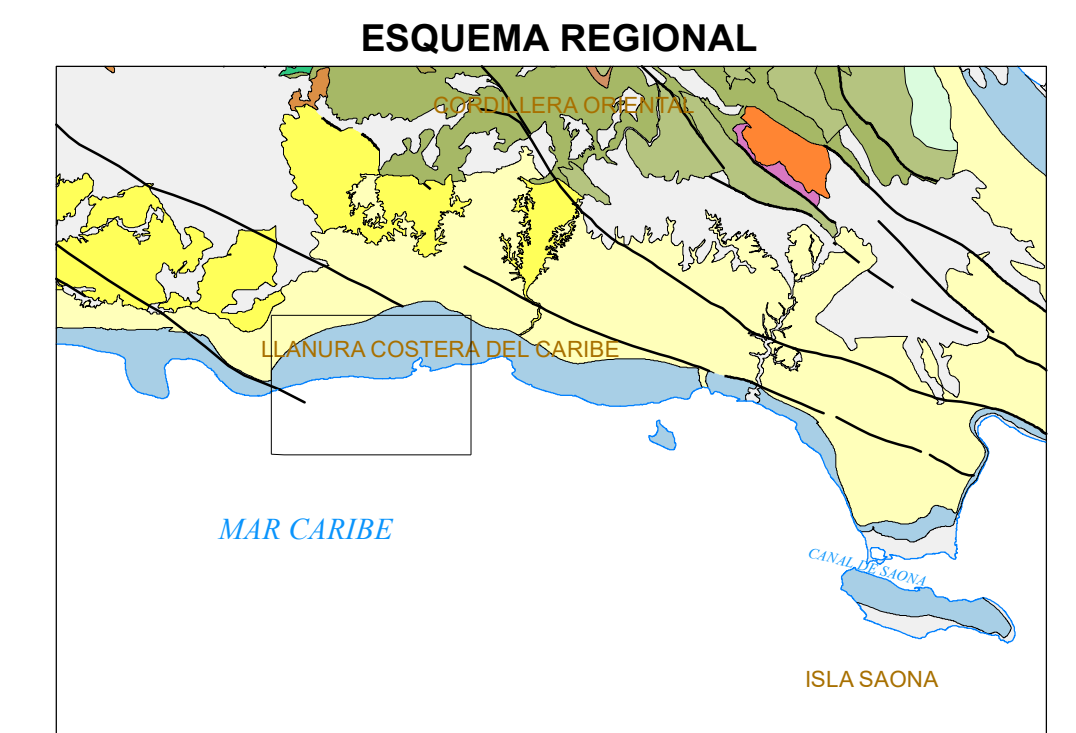 ESQUEMA REGIONAL
CORDILLERA ORIENTAL
LLANURA COSTERA DEL CARIBE
MAR CARIBE
CANAL DE SAONA
ISLA SAONA